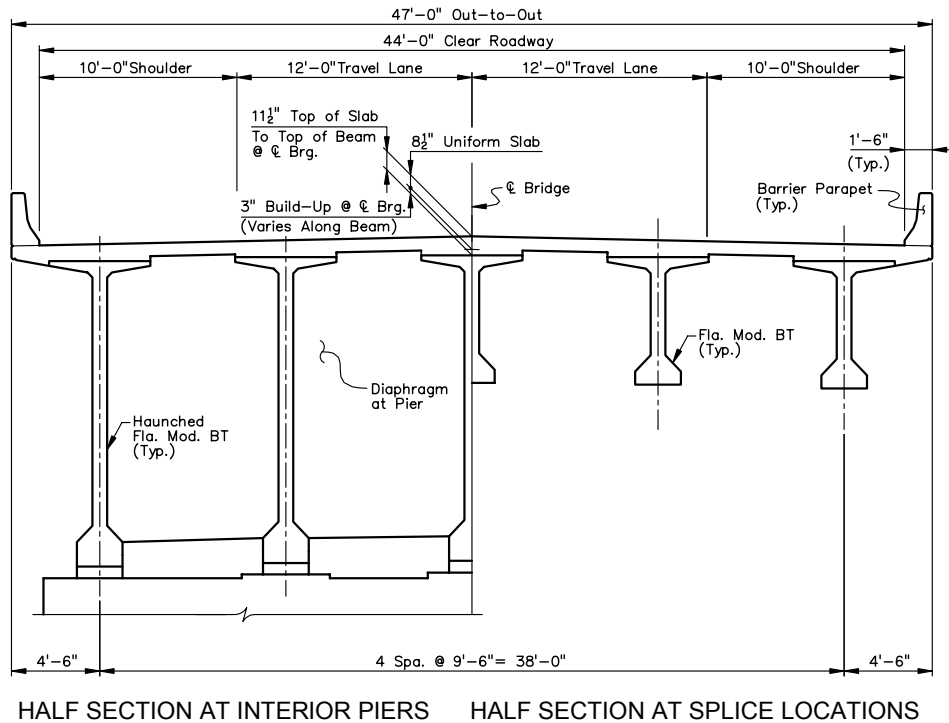 47'-0" Out-to-Out
44'-0" Clear Roadway
10'-0"Shoulder
12'-0"Travel Lane
12'-0"Travel Lane
10'-0"Shoulder
11½" Top of Slab
To Top of Beam
@ ℄ Brg.
8½" Uniform Slab
1'-6"
(Typ.)
3" Build-Up @ ℄ Brg.
(Varies Along Beam)
℄ Bridge
Barrier Parapet
(Typ.)
Fla. Mod. BT
(Typ.)
Diaphragm
at Pier
Haunched
Fla. Mod. BT
(Typ.)
4'-6"
4 Spa. @ 9'-6"= 38'-0"
4'-6"
HALF SECTION AT INTERIOR PIERS
HALF SECTION AT SPLICE LOCATIONS